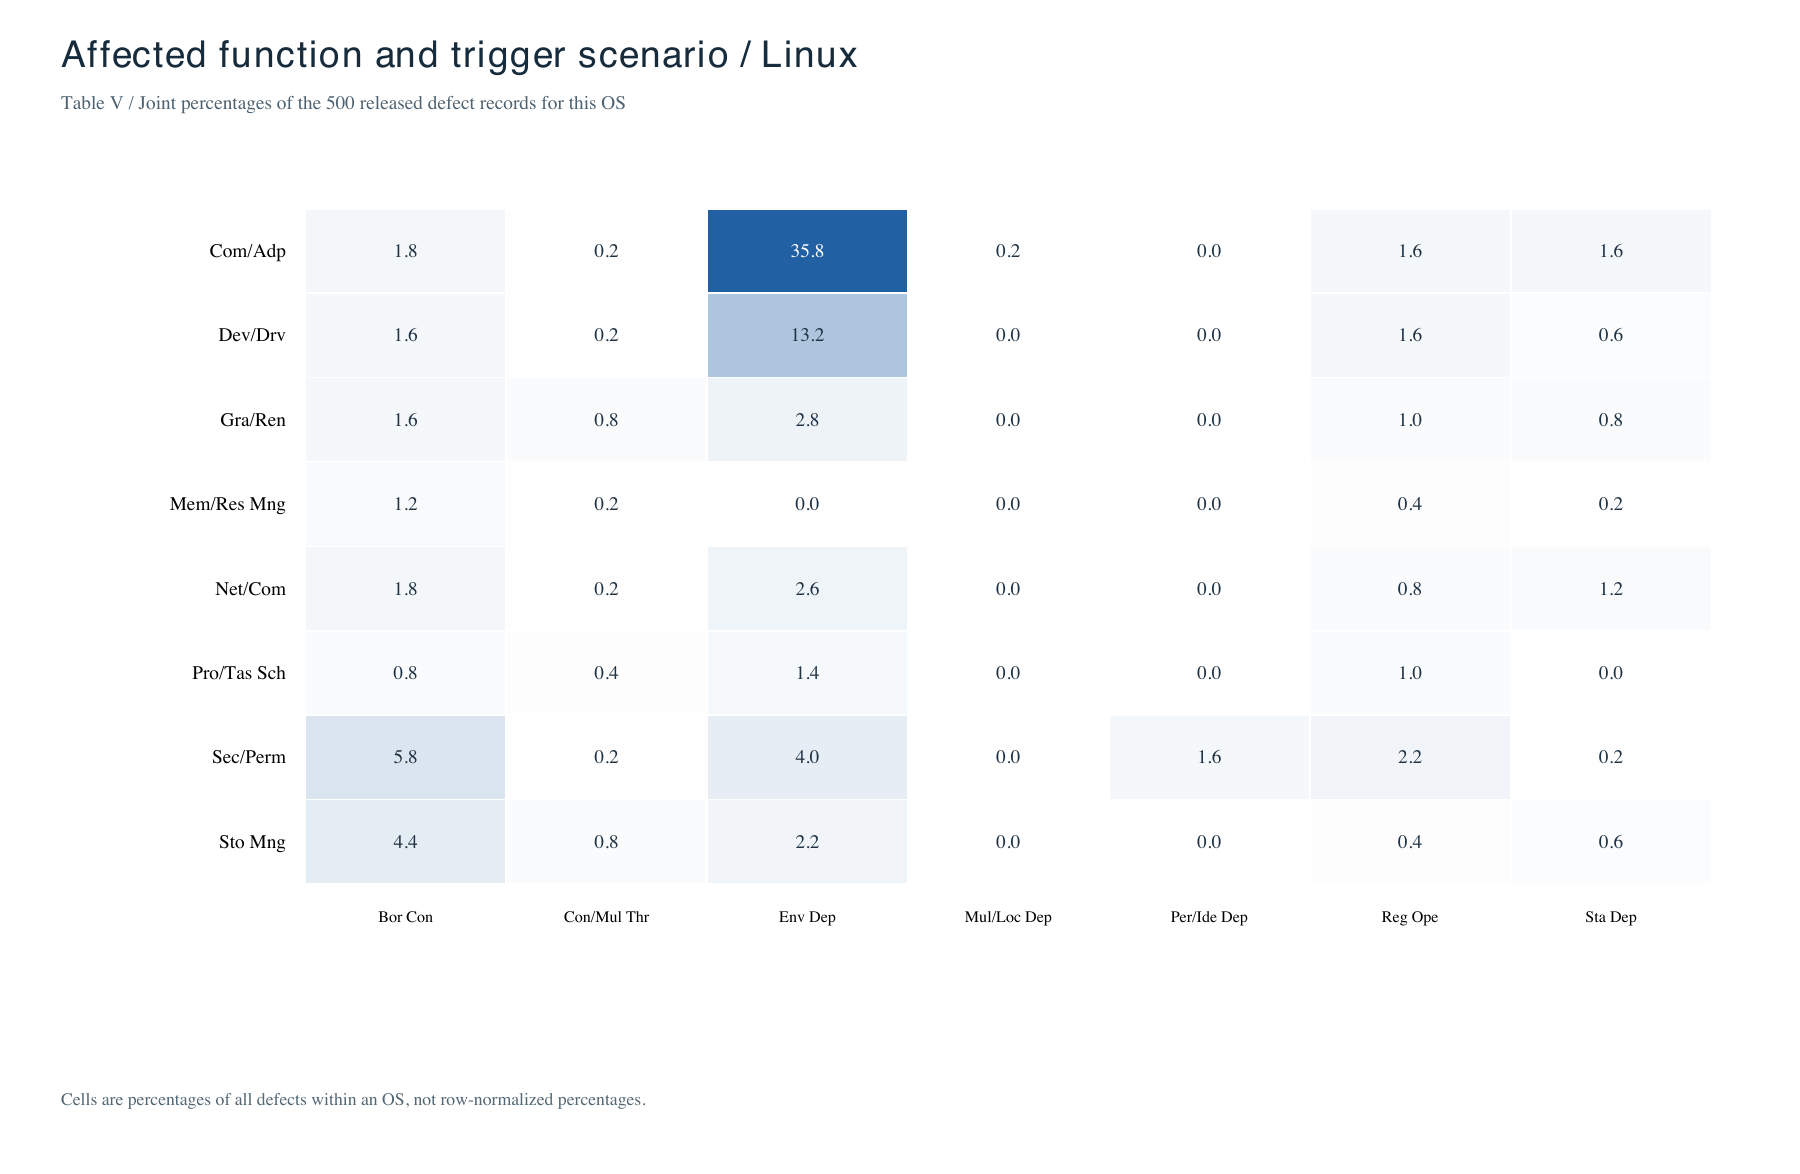 Affected function and trigger scenario / Linux
Table V / Joint percentages of the 500 released defect records for this OS
Com/Adp 1.8 0.2 35.8 0.2 0.0 1.6 1.6
Dev/Drv 1.6 0.2 13.2 0.0 0.0 1.6 0.6
Gra/Ren 1.6 0.8 2.8 0.0 0.0 1.0 0.8
Mem/Res Mng 1.2 0.2 0.0 0.0 0.0 0.4 0.2
Net/Com 1.8 0.2 2.6 0.0 0.0 0.8 1.2
Pro/Tas Sch 0.8 0.4 1.4 0.0 0.0 1.0 0.0
Sec/Perm 5.8 0.2 4.0 0.0 1.6 2.2 0.2
Sto Mng 4.4 0.8 2.2 0.0 0.0 0.4 0.6
Bor Con Con/Mul Thr Env Dep Mul/Loc Dep Per/Ide Dep Reg Ope Sta Dep
Cells are percentages of all defects within an OS, not row-normalized percentages.